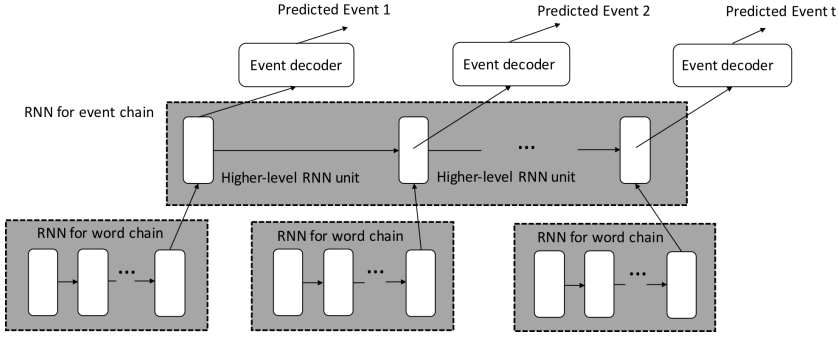 Predicted Event 1
Predicted Event 2
Predicted Event t
Event decoder
Event decoder
Event decoder
RNN for event chain
...
Higher-level RNN unit
Higher-level RNN unit
RNN for word chain
RNN for word chain
RNN for word chain
...
...
...